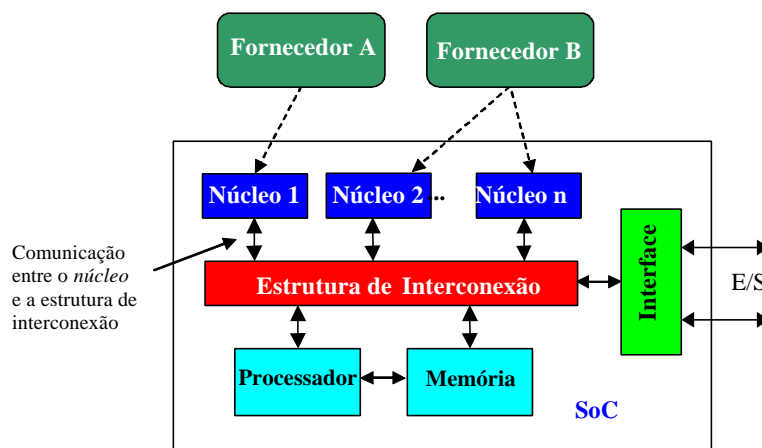 Fornecedor A
Fornecedor B
Núcleo 1
Núcleo 2
...
Núcleo n
Comunicação
entre o núcleo
e a estrutura de
interconexão
Estrutura de Interconexão
Interface
E/S
Processador
Memória
SoC